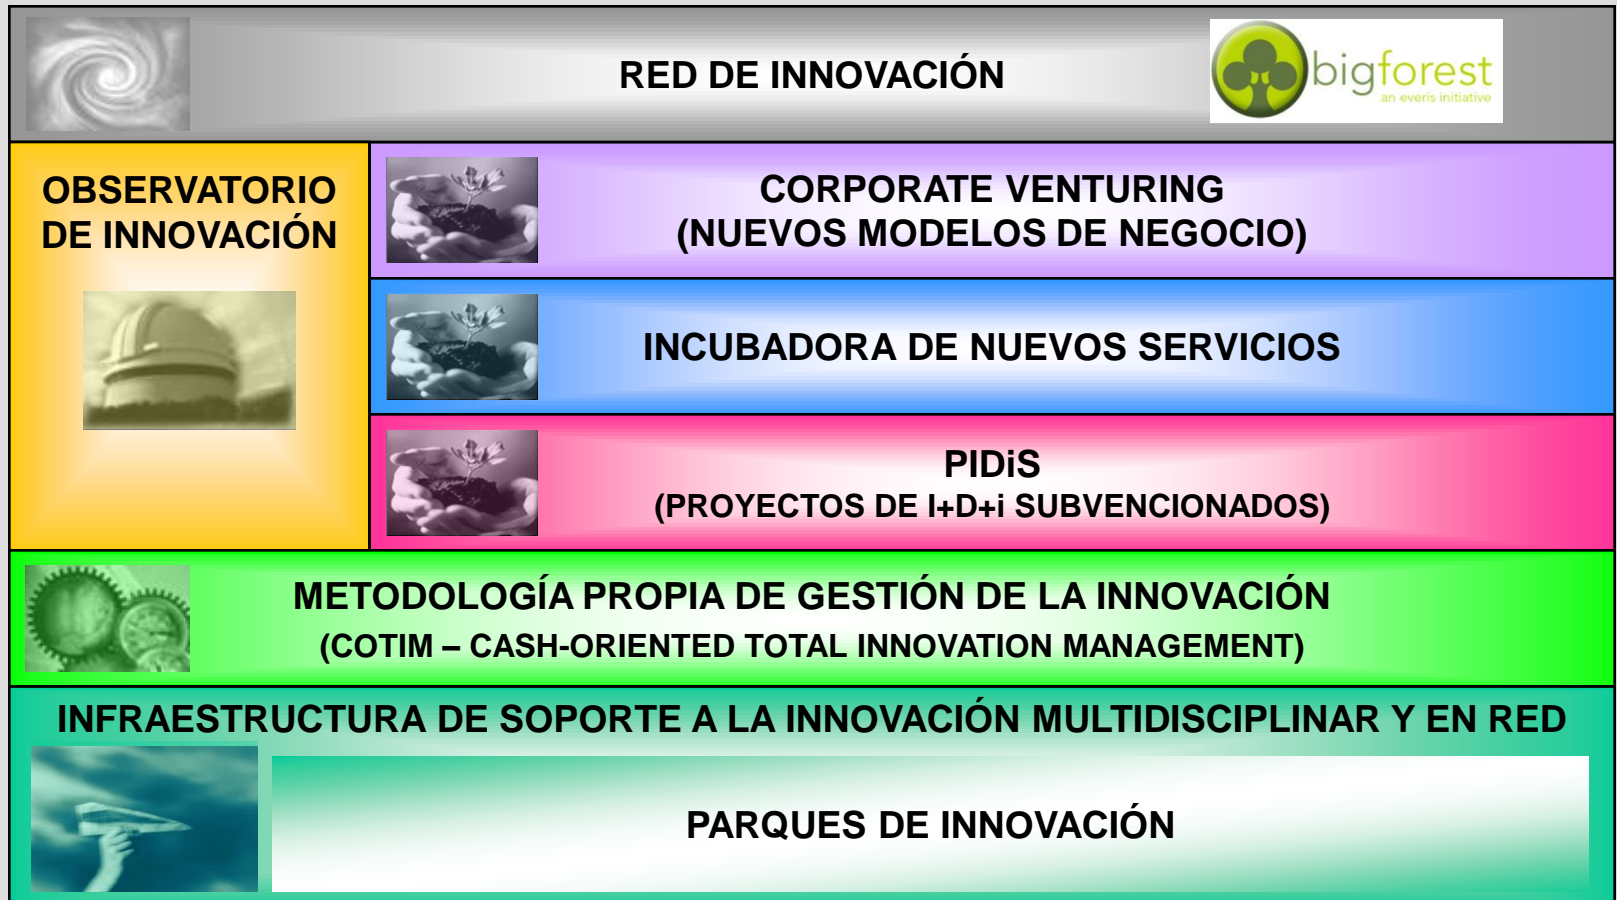 RED DE INNOVACIÓN
bigforest
an everis initiative
OBSERVATORIO
DE INNOVACIÓN
CORPORATE VENTURING
(NUEVOS MODELOS DE NEGOCIO)
INCUBADORA DE NUEVOS SERVICIOS
PIDiS
(PROYECTOS DE I+D+i SUBVENCIONADOS)
METODOLOGÍA PROPIA DE GESTIÓN DE LA INNOVACIÓN
(COTIM – CASH-ORIENTED TOTAL INNOVATION MANAGEMENT)
INFRAESTRUCTURA DE SOPORTE A LA INNOVACIÓN MULTIDISCIPLINAR Y EN RED
PARQUES DE INNOVACIÓN